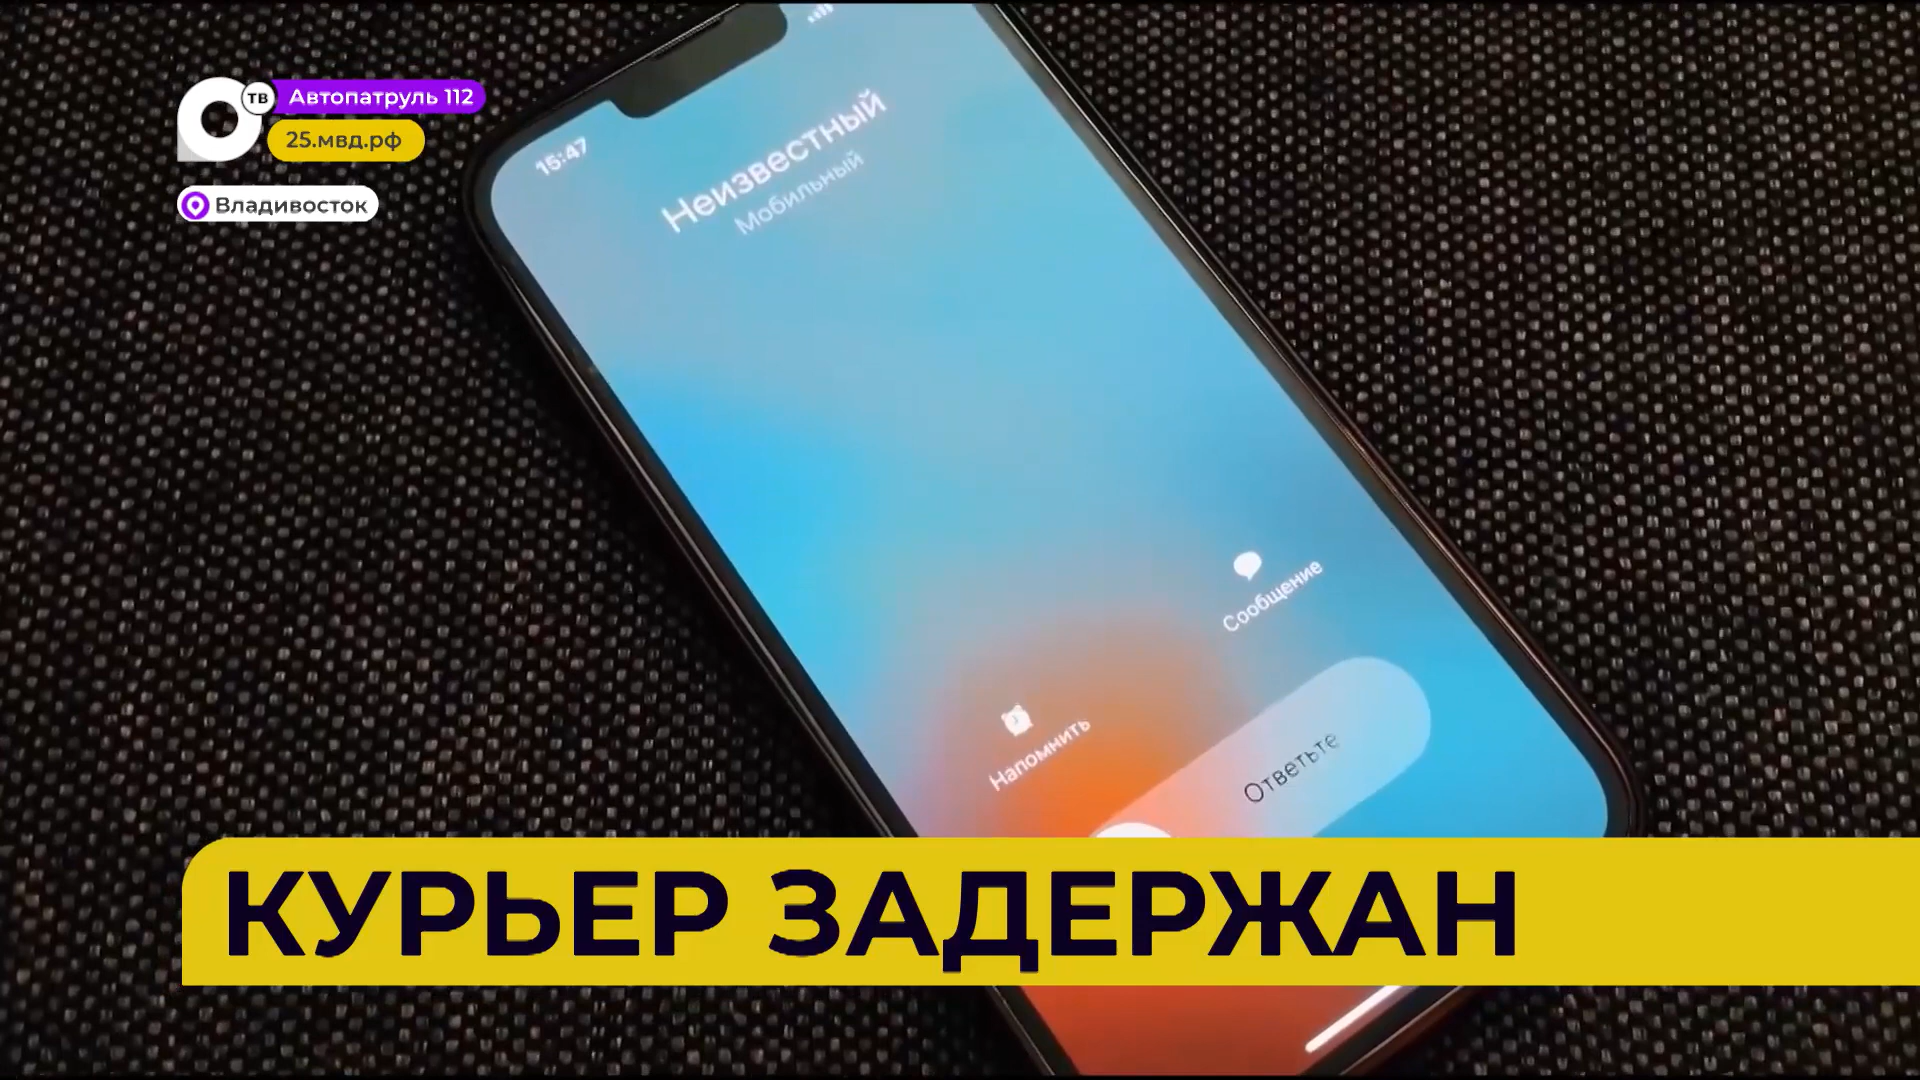 ТВ
Автопатруль 112
25.мвд.рф
Владивосток
15:47
Неизвестный
Мобильный
Сообщение
Напомнить
Ответьте
КУРЬЕР ЗАДЕРЖАН